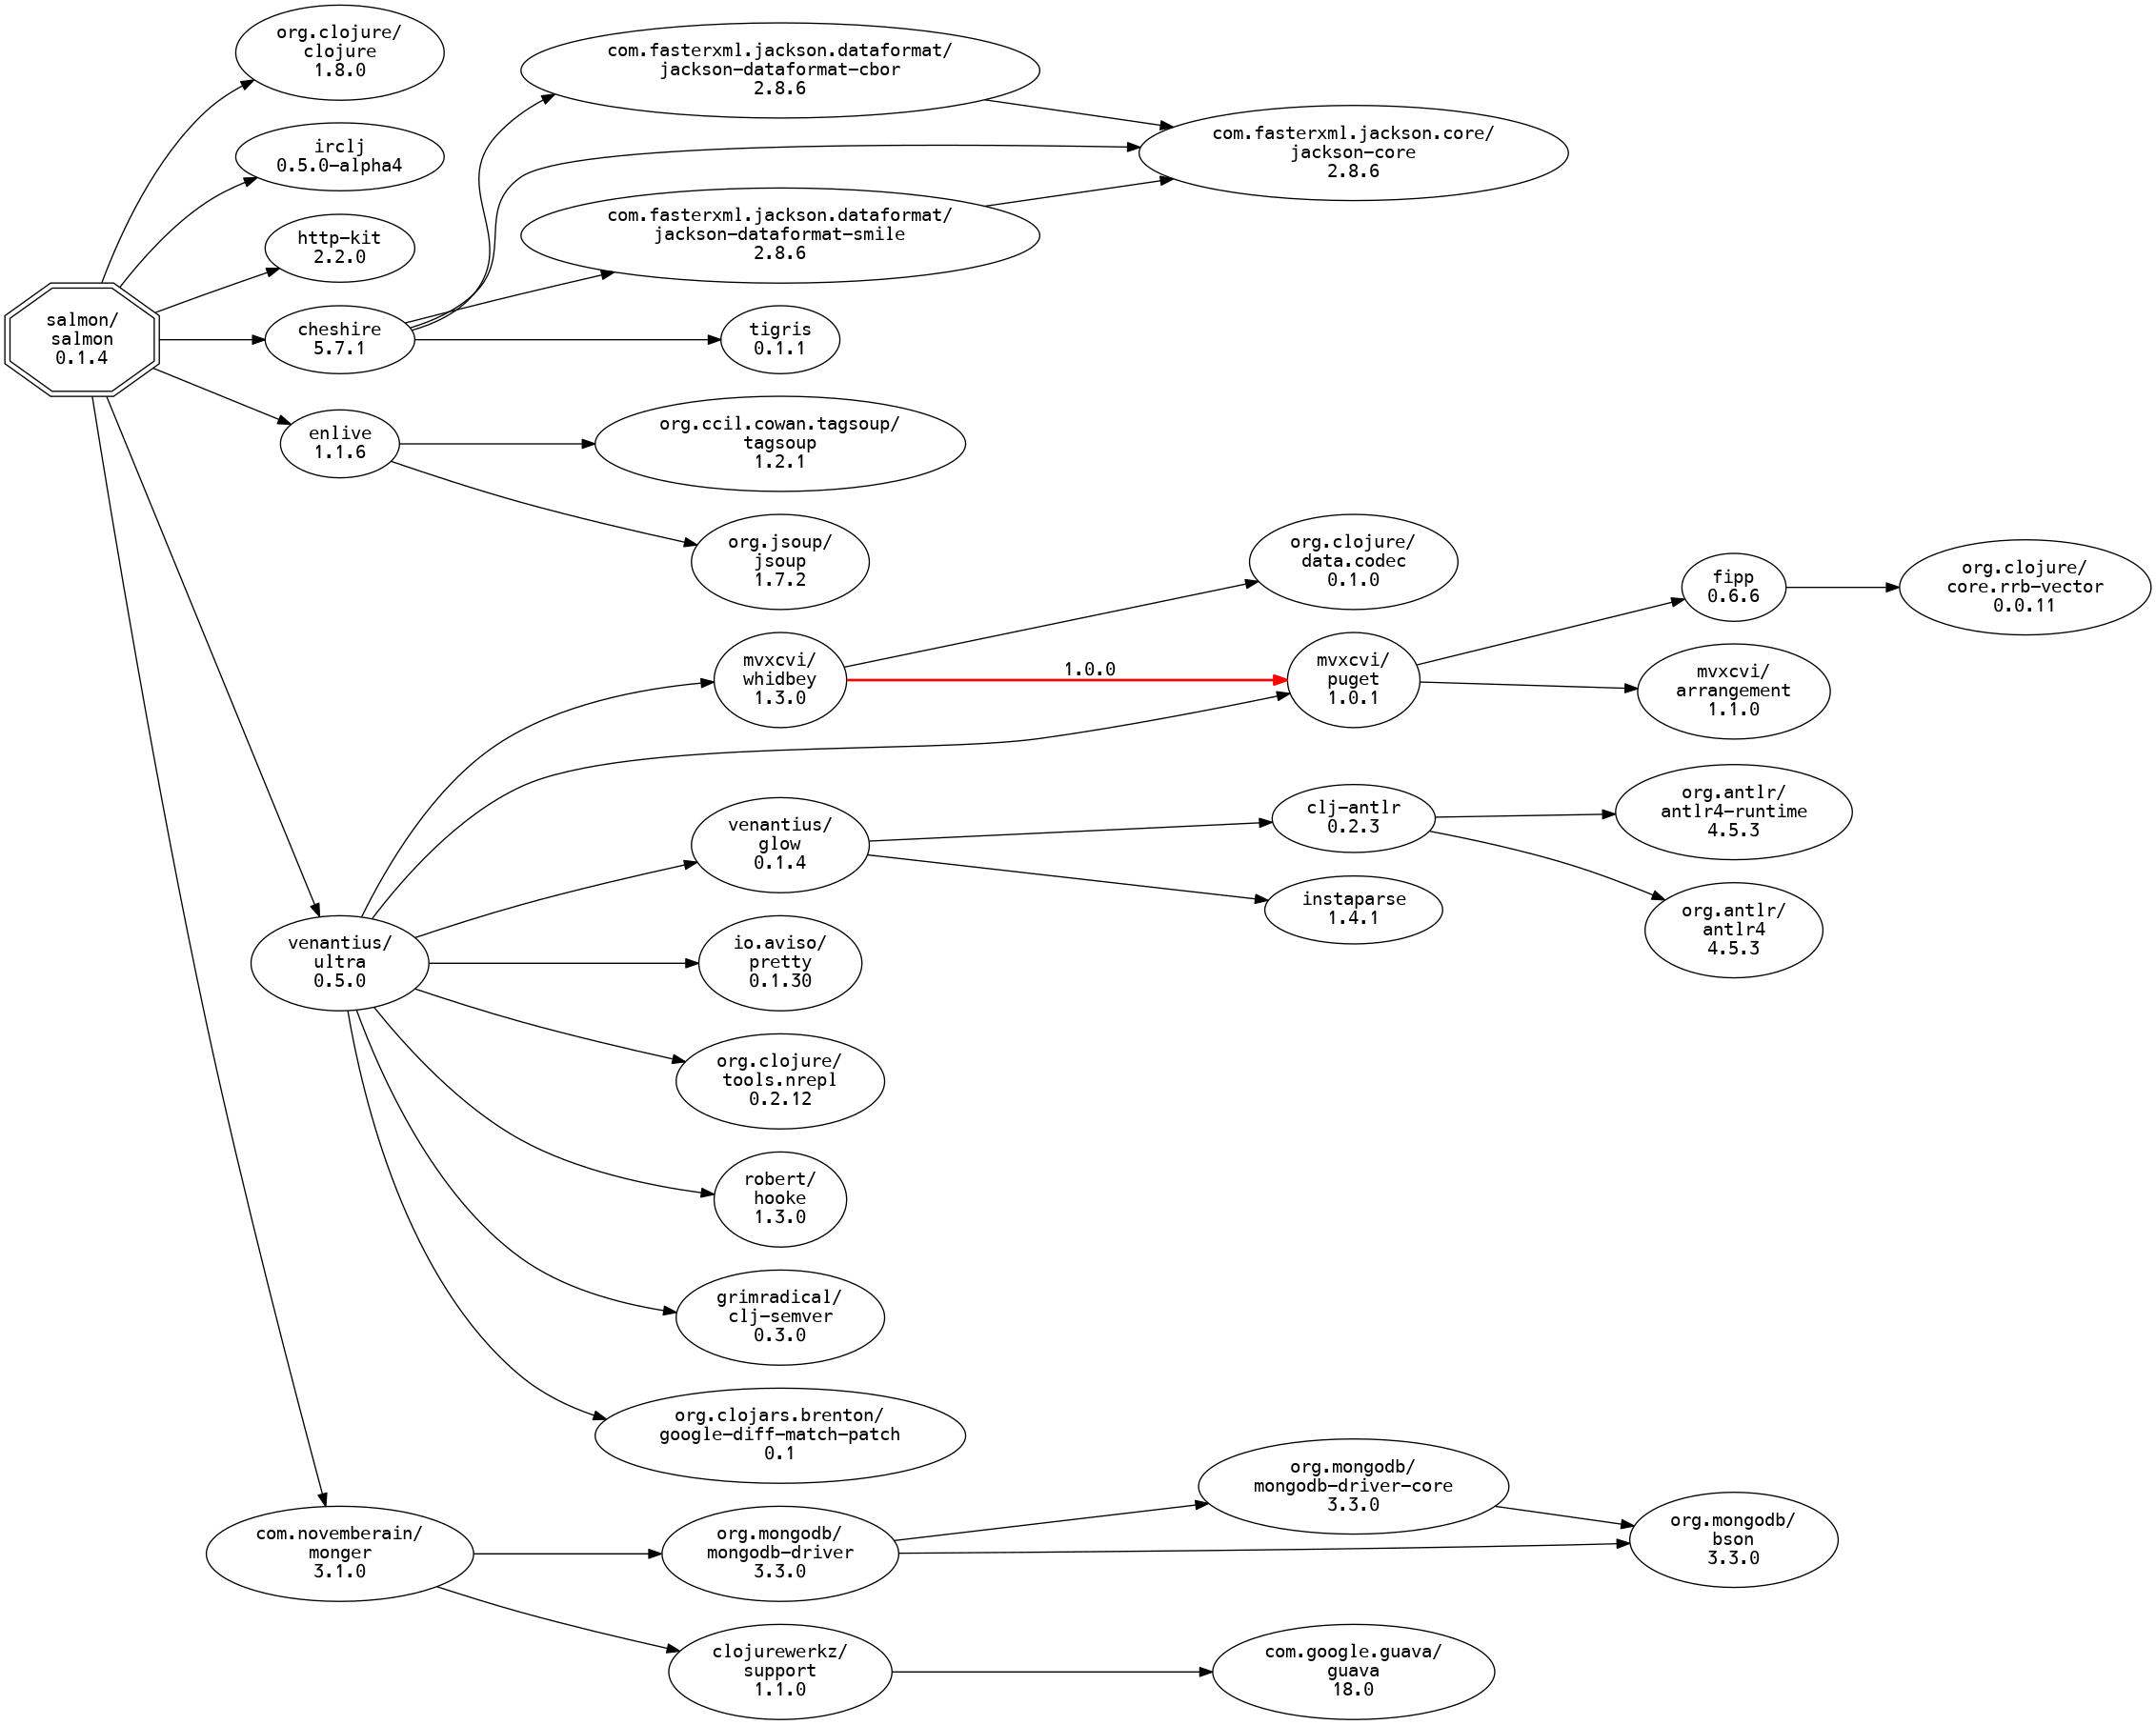 org.clojure/
clojure
1.8.0
irclj
0.5.0-alpha4
http-kit
2.2.0
salmon/
salmon
0.1.4
cheshire
5.7.1
enlive
1.1.6
venantius/
ultra
0.5.0
com.novemberain/
monger
3.1.0
com.fasterxml.jackson.dataformat/
jackson-dataformat-cbor
2.8.6
com.fasterxml.jackson.dataformat/
jackson-dataformat-smile
2.8.6
tigris
0.1.1
org.ccil.cowan.tagsoup/
tagsoup
1.2.1
org.jsoup/
jsoup
1.7.2
mvxcvi/
whidbey
1.3.0
1.0.0
venantius/
glow
0.1.4
io.aviso/
pretty
0.1.30
org.clojure/
tools.nrepl
0.2.12
robert/
hooke
1.3.0
grimradical/
clj-semver
0.3.0
org.clojars.brenton/
google-diff-match-patch
0.1
org.mongodb/
mongodb-driver
3.3.0
clojurewerkz/
support
1.1.0
com.fasterxml.jackson.core/
jackson-core
2.8.6
org.clojure/
data.codec
0.1.0
mvxcvi/
puget
1.0.1
clj-antlr
0.2.3
instaparse
1.4.1
org.mongodb/
mongodb-driver-core
3.3.0
com.google.guava/
guava
18.0
fipp
0.6.6
mvxcvi/
arrangement
1.1.0
org.antlr/
antlr4-runtime
4.5.3
org.antlr/
antlr4
4.5.3
org.mongodb/
bson
3.3.0
org.clojure/
core.rrb-vector
0.0.11